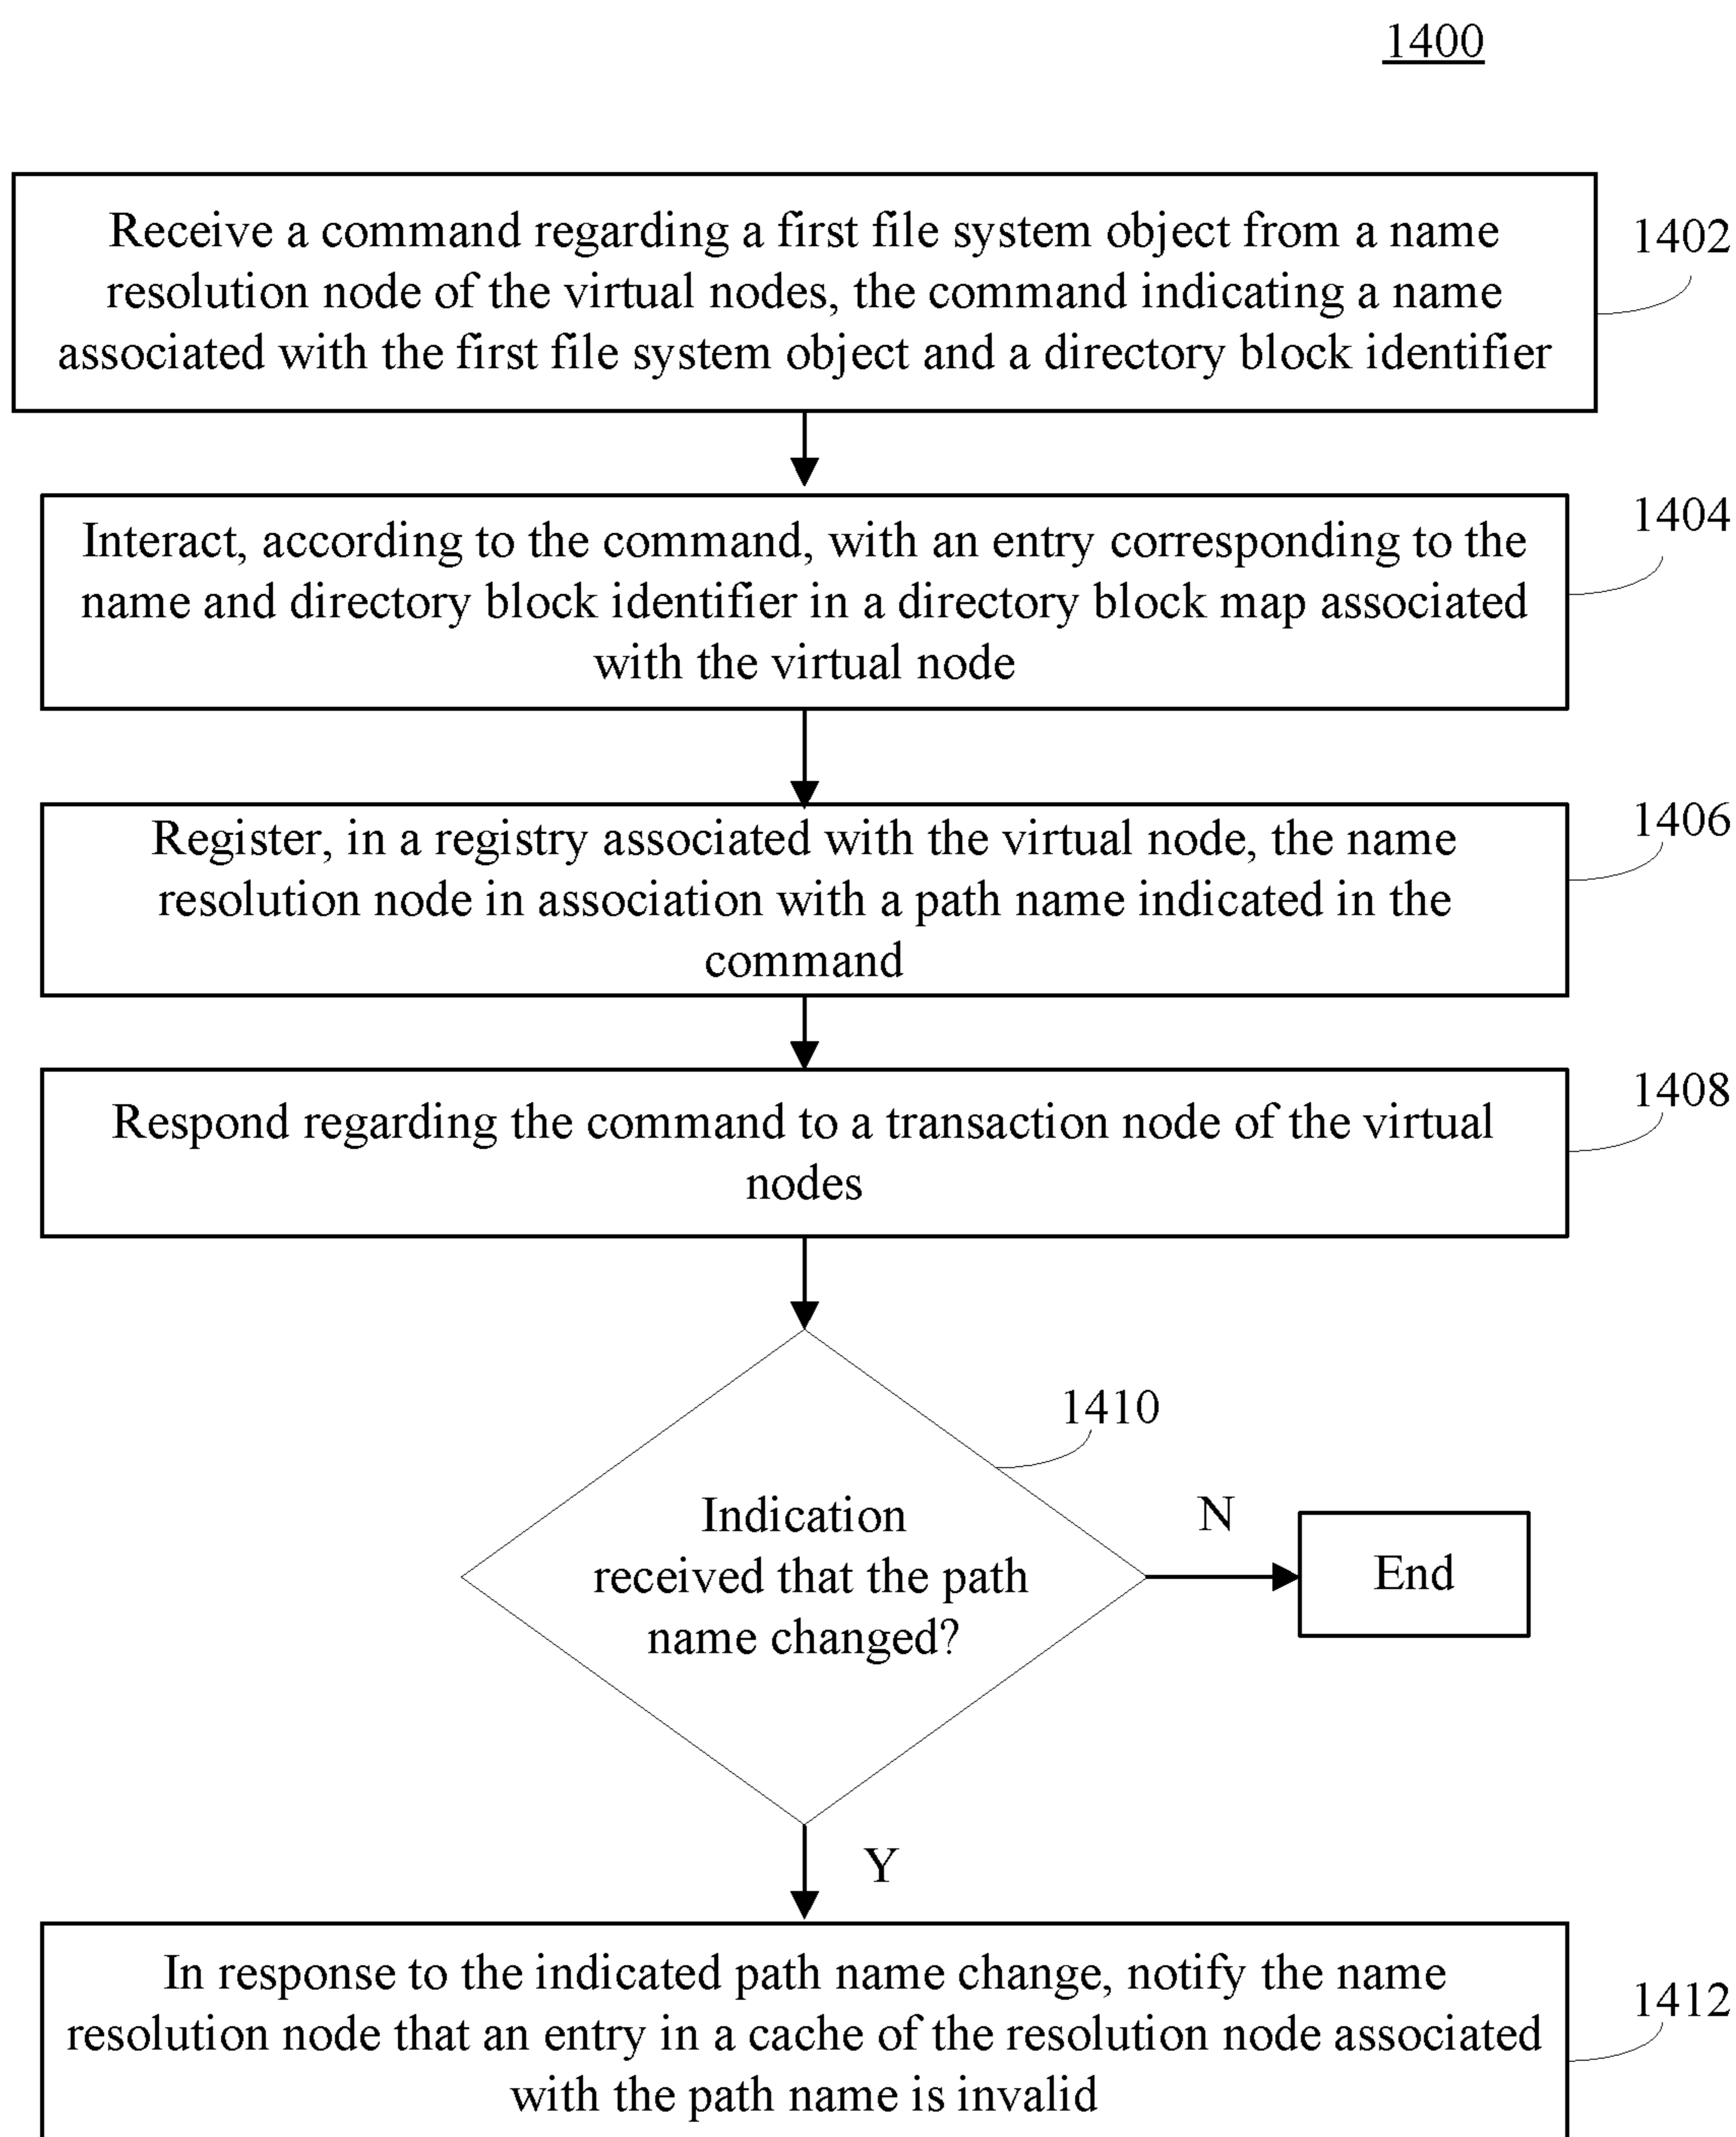 1400
Receive a command regarding a first file system object from a name
resolution node of the virtual nodes, the command indicating a name
associated with the first file system object and a directory block identifier
1402
Interact, according to the command, with an entry corresponding to the
name and directory block identifier in a directory block map associated
with the virtual node
1404
Register, in a registry associated with the virtual node, the name
resolution node in association with a path name indicated in the
command
1406
Respond regarding the command to a transaction node of the virtual
nodes
1408
Indication
received that the path
name changed?
1410
N
End
Y
In response to the indicated path name change, notify the name
resolution node that an entry in a cache of the resolution node associated
with the path name is invalid
1412